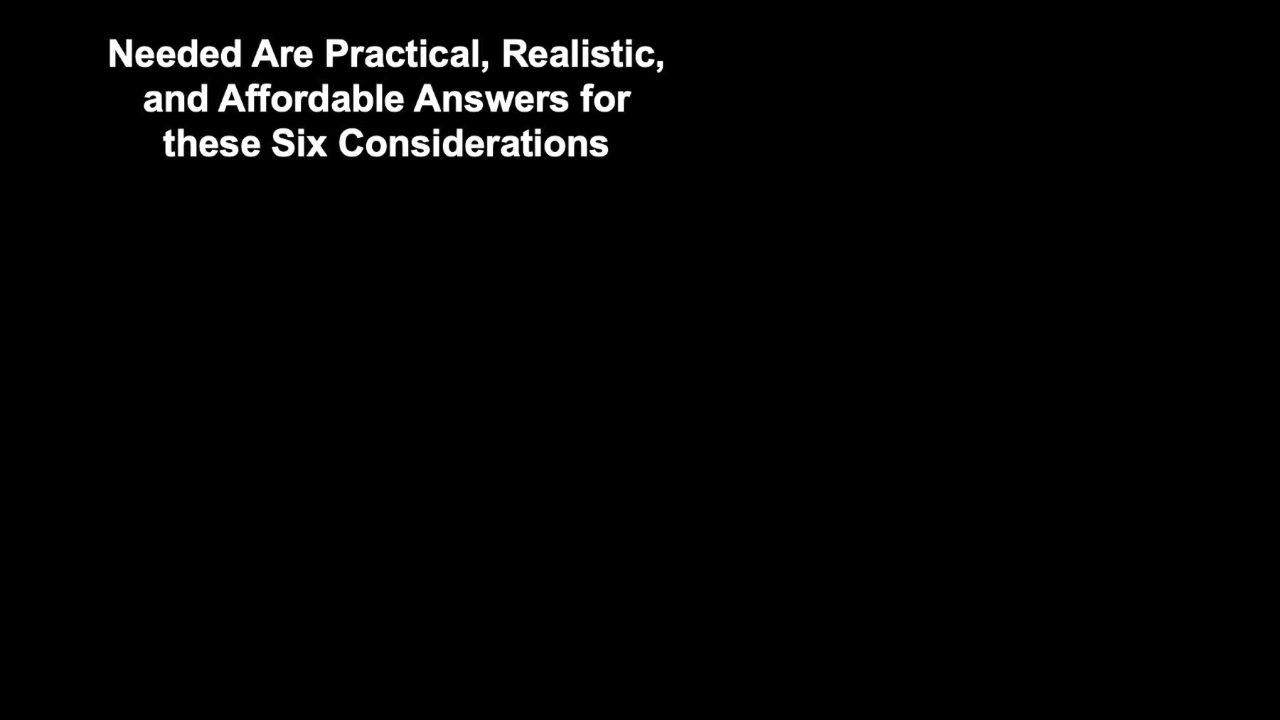 Needed Are Practical, Realistic,
and Affordable Answers for
these Six Considerations